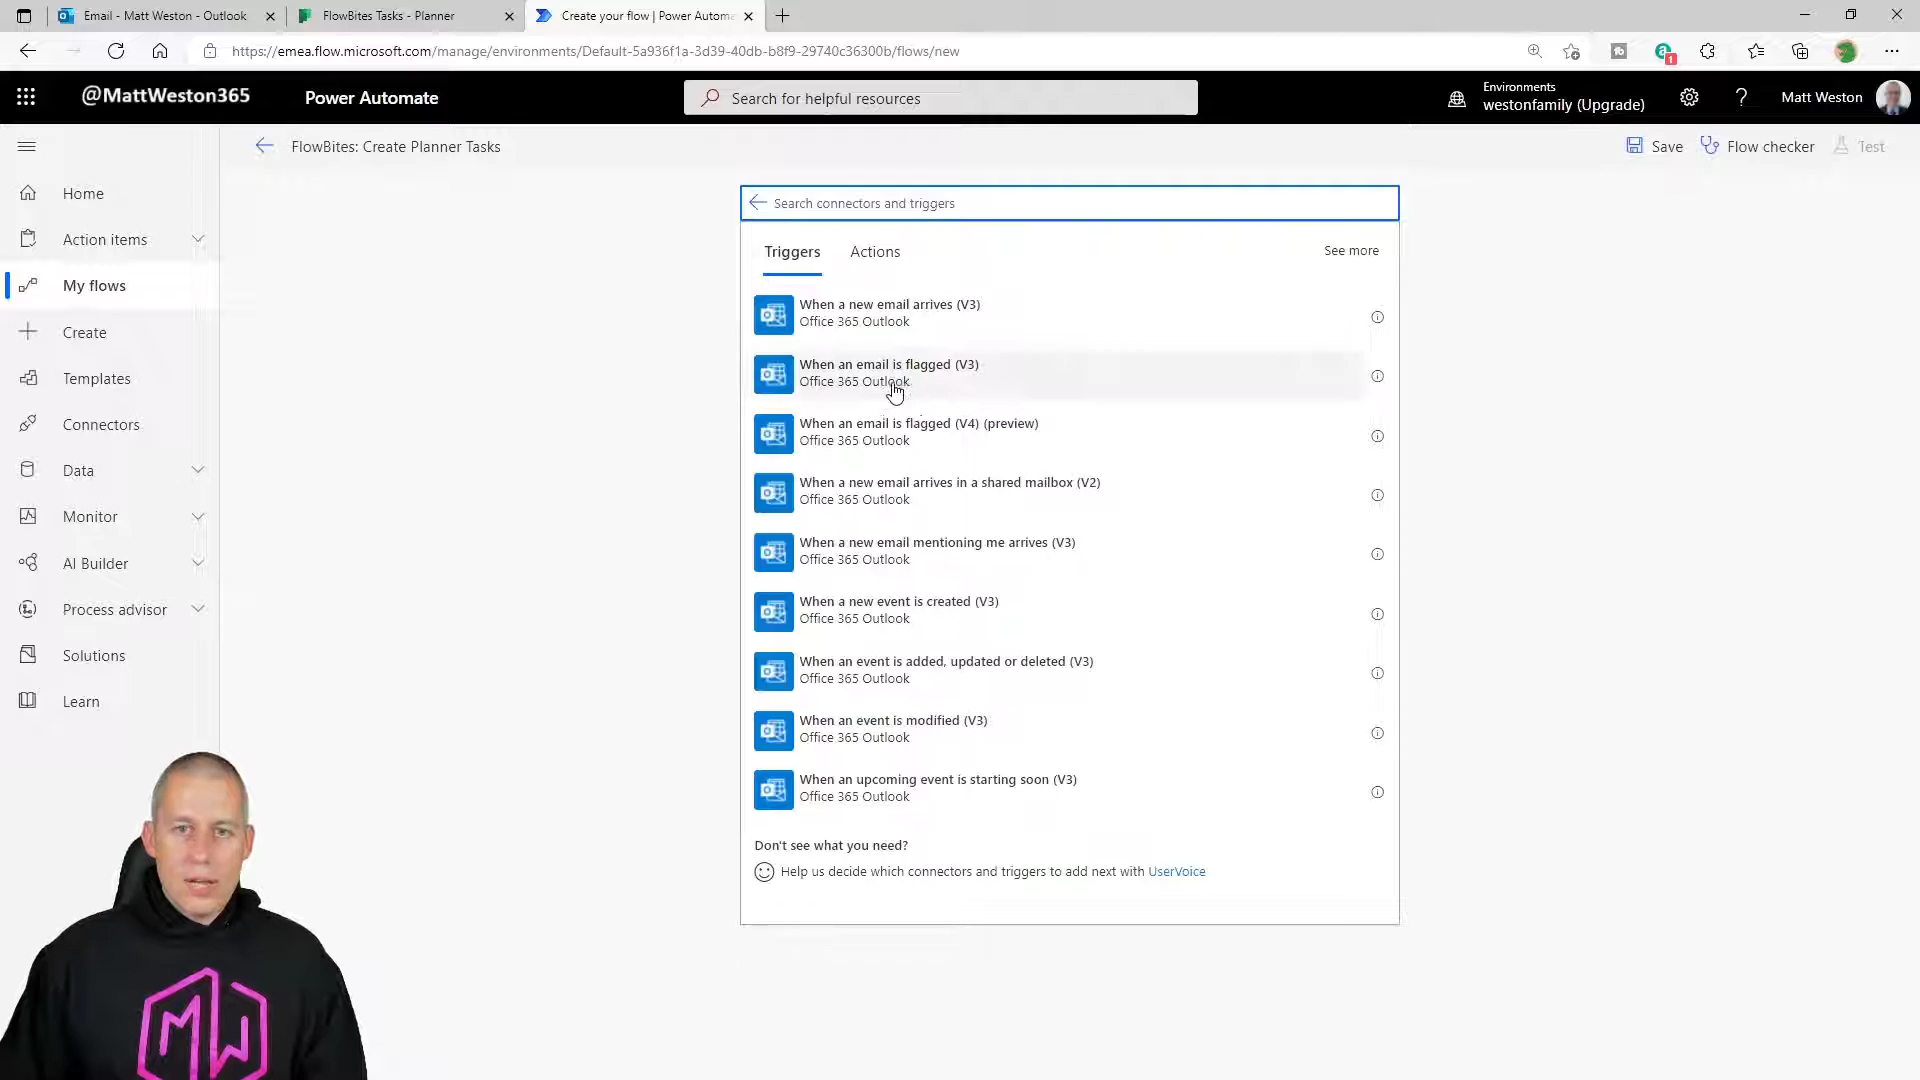 Email - Matt Weston - Outlook
FlowBites Tasks - Planner
Create your flow | Power Automa
https://emea.flow.microsoft.com/manage/environments/Default-5a936f1a-3d39-40db-b8f9-29740c36300b/flows/new
@MattWeston365
Power Automate
Search for helpful resources
Environments
westonfamily (Upgrade)
Matt Weston
FlowBites: Create Planner Tasks
Save
Flow checker
Test
Home
Action items
My flows
Create
Templates
Connectors
Data
Monitor
AI Builder
Process advisor
Solutions
Learn
Search connectors and triggers
Triggers
Actions
See more
When a new email arrives (V3)
Office 365 Outlook
When an email is flagged (V3)
Office 365 Outlook
When an email is flagged (V4) (preview)
Office 365 Outlook
When a new email arrives in a shared mailbox (V2)
Office 365 Outlook
When a new email mentioning me arrives (V3)
Office 365 Outlook
When a new event is created (V3)
Office 365 Outlook
When an event is added, updated or deleted (V3)
Office 365 Outlook
When an event is modified (V3)
Office 365 Outlook
When an upcoming event is starting soon (V3)
Office 365 Outlook
Don't see what you need?
Help us decide which connectors and triggers to add next with UserVoice
MW